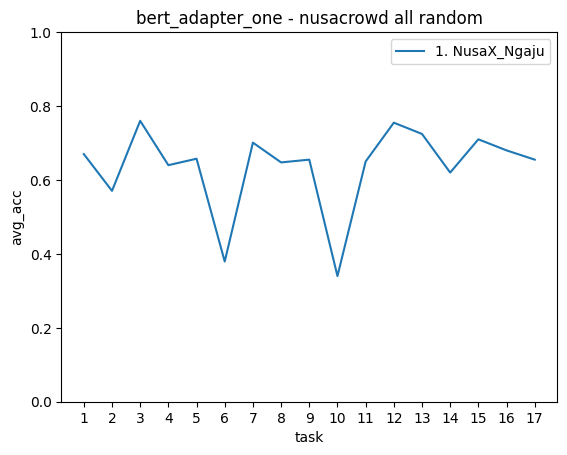 bert_adapter_one - nusacrowd all random
1. NusaX_Ngaju
avg_acc
1.0
0.8
0.6
0.4
0.2
0.0
1 2 3 4 5 6 7 8 9 10 11 12 13 14 15 16 17
task